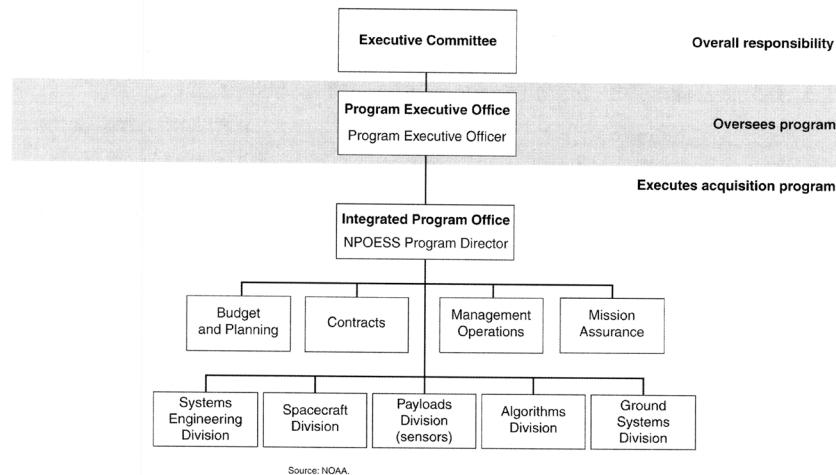 Executive Committee
Overall responsibility
Program Executive Office
Program Executive Officer
Oversees program
Executes acquisition program
Integrated Program Office
NPOESS Program Director
Budget
and Planning
Contracts
Management
Operations
Mission
Assurance
Systems
Engineering
Division
Spacecraft
Division
Payloads
Division
(sensors)
Algorithms
Division
Ground
Systems
Division
Source: NOAA.